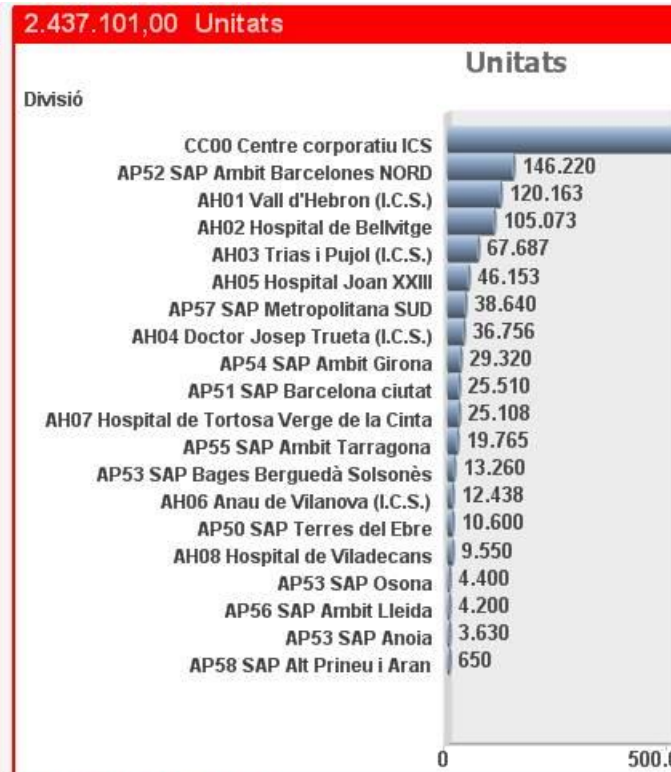 2.437.101,00 Unitats
Unitats
Divisió
CC00 Centre corporatiu ICS
AP52 SAP Ambit Barcelones NORD 146.220
AH01 Vall d'Hebron (I.C.S.) 120.163
AH02 Hospital de Bellvitge 105.073
AH03 Trias i Pujol (I.C.S.) 67.687
AH05 Hospital Joan XXIII 46.153
AP57 SAP Metropolitana SUD 38.640
AH04 Doctor Josep Trueta (I.C.S.) 36.756
AP54 SAP Ambit Girona 29.320
AP51 SAP Barcelona ciutat 25.510
AH07 Hospital de Tortosa Verge de la Cinta 25.108
AP55 SAP Ambit Tarragona 19.765
AP53 SAP Bages Berguedà Solsonès 13.260
AH06 Anau de Vilanova (I.C.S.) 12.438
AP50 SAP Terres del Ebre 10.600
AH08 Hospital de Viladecans 9.550
AP53 SAP Osona 4.400
AP56 SAP Ambit Lleida 4.200
AP53 SAP Anoia 3.630
AP58 SAP Alt Prineu i Aran 650
0 500.